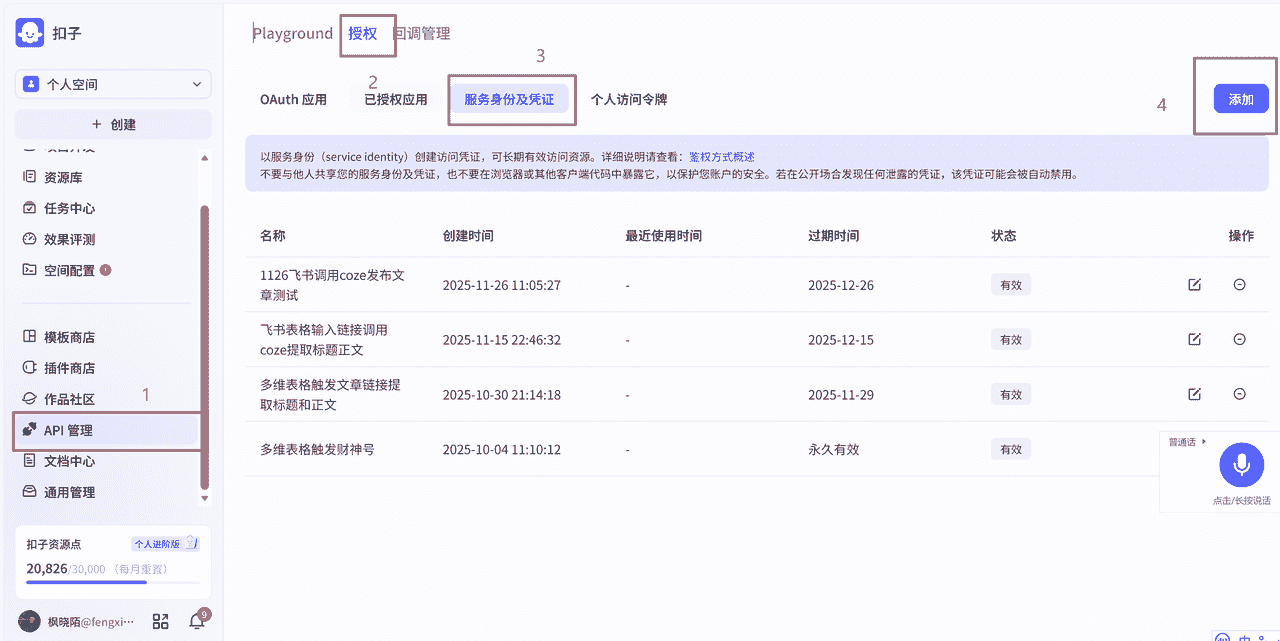 扣子
个人空间
+ 创建
项目开发
资源库
任务中心
效果评测
空间配置
模板商店
插件商店
作品社区
1
API 管理
文档中心
通用管理
扣子资源点
个人进阶版
20,826/30,000 (每月重置)
枫晓陌@fengxi···
9
Playground
授权
回调管理
2
3
4
OAuth 应用
已授权应用
服务身份及凭证
个人访问令牌
添加
以服务身份（service identity）创建访问凭证，可长期有效访问资源。详细说明请查看：鉴权方式概述
不要与他人共享您的服务身份及凭证，也不要在浏览器或其他客户端代码中暴露它，以保护您账户的安全。若在公开场合发现任何泄露的凭证，该凭证可能会被自动禁用。
名称 创建时间 最近使用时间 过期时间 状态 操作
1126飞书调用coze发布文
章测试
2025-11-26 11:05:27 - 2025-12-26 有效
飞书表格输入链接调用
coze提取标题正文
2025-11-15 22:46:32 - 2025-12-15 有效
多维表格触发文章链接提
取标题和正文
2025-10-30 21:14:18 - 2025-11-29 有效
多维表格触发财神号 2025-10-04 11:10:12 - 永久有效 有效
普通话
点击/长按说话